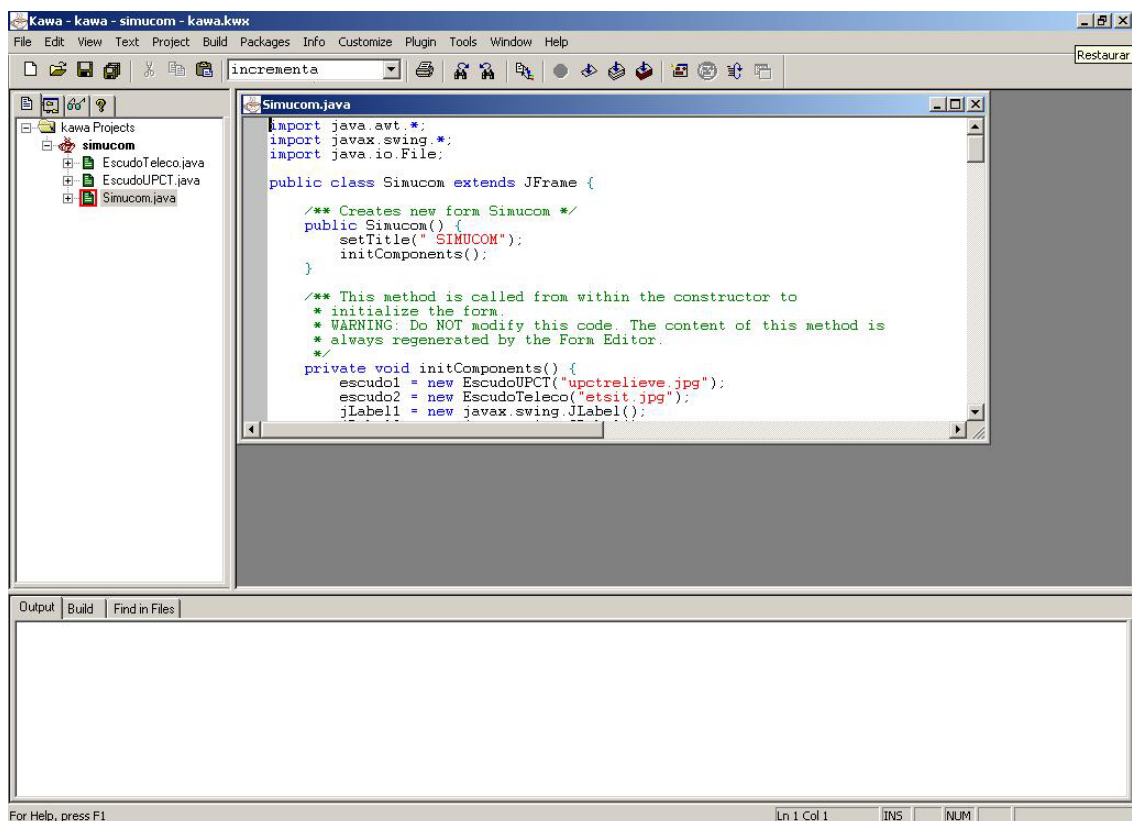 Kawa - kawa - simucom - kawa.kwx
File Edit View Text Project Build Packages Info Customize Plugin Tools Window Help
Restaurar
incrementa
kawa Projects
simucom
EscudoTeleco.java
EscudoUPCT.java
Simucom.java
Simucom.java
import java.awt.*;
import javax.swing.*;
import java.io.File;
public class Simucom extends JFrame {
/** Creates new form Simucom */
public Simucom() {
setTitle(" SIMUCOM");
initComponents();
}
/** This method is called from within the constructor to
* initialize the form.
* WARNING: Do NOT modify this code. The content of this method is
* always regenerated by the Form Editor.
*/
private void initComponents() {
escudo1 = new EscudoUPCT("upctrelieve.jpg");
escudo2 = new EscudoTeleco("etsit.jpg");
jLabel1 = new javax.swing.JLabel();
Output Build Find in Files
For Help, press F1
Ln 1 Col 1 INS NUM